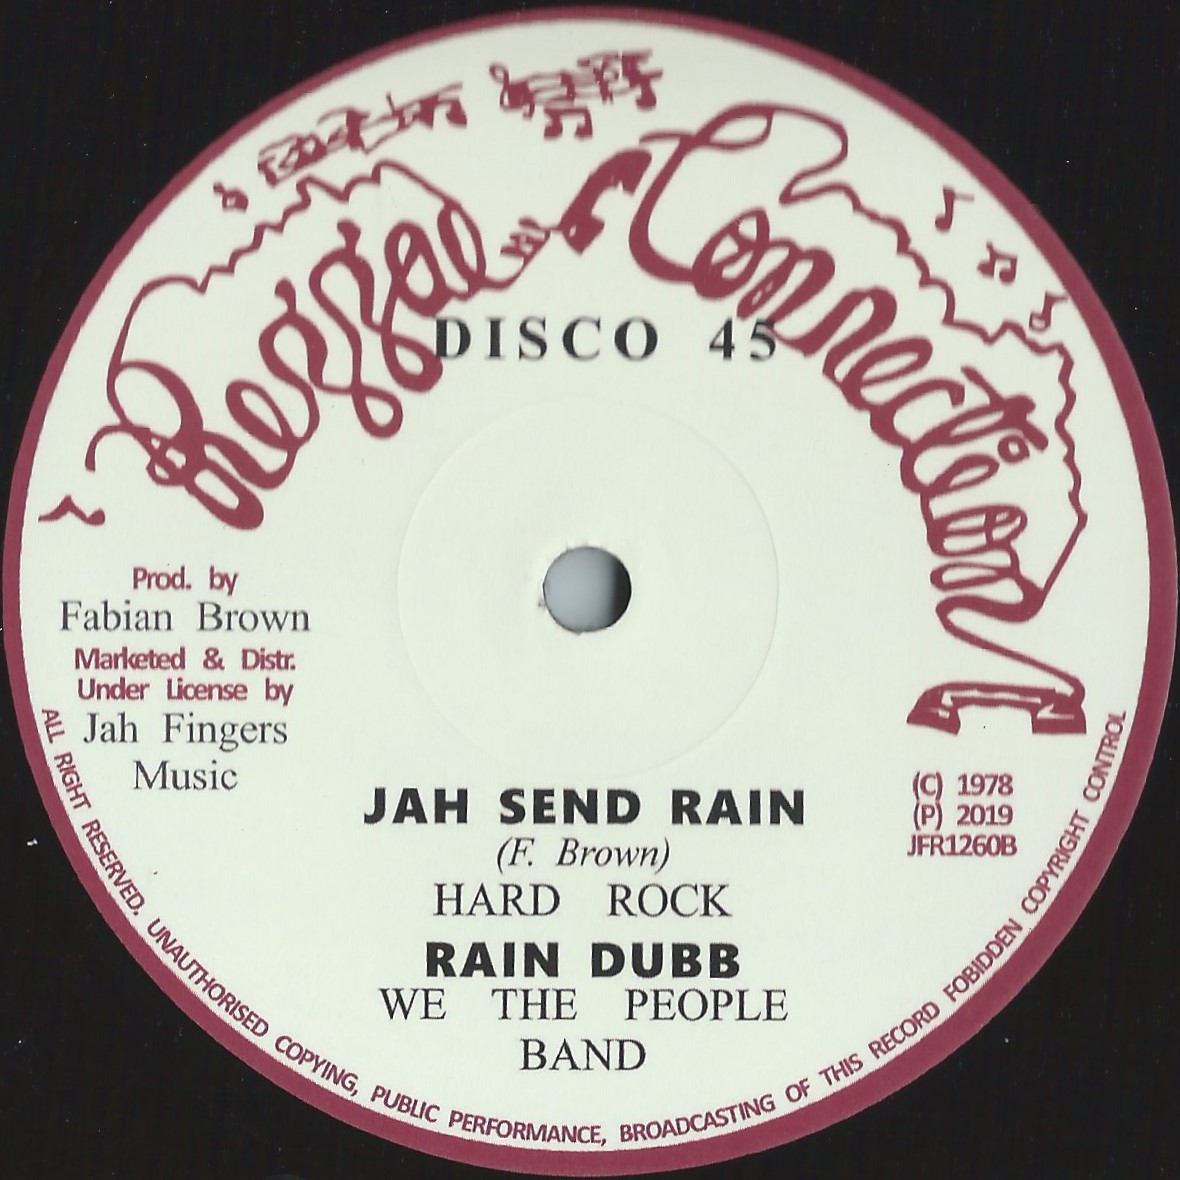 Reggae Connection
DISCO 45
Prod. by
Fabian Brown
Marketed & Distr.
Under License by
Jah Fingers
Music
(C) 1978
(P) 2019
JFR1260B
JAH SEND RAIN
(F. Brown)
HARD ROCK
RAIN DUBB
WE THE PEOPLE
BAND
ALL RIGHT RESERVED. UNAUTHORISED COPYING, PUBLIC PERFORMANCE, BROADCASTING OF THIS RECORD FOBIDDEN COPYRIGHT CONTROL